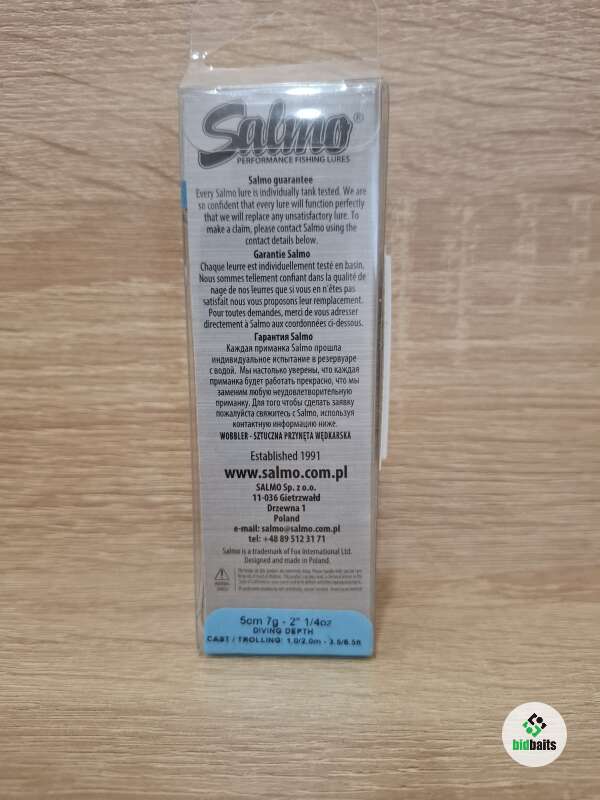 Salmo®
PERFORMANCE FISHING LURES
Salmo guarantee
Every Salmo lure is individually tank tested. We are
so confident that every lure will function perfectly
that we will replace any unsatisfactory lure. To
make a claim, please contact Salmo using the
contact details below.
Garantie Salmo
Chaque leurre est individuellement testé en basin.
Nous sommes tellement confiant dans la qualité de
nage de nos leurres que si vous en n'êtes pas
satisfait nous vous proposons leur remplacement.
Pour toutes demandes, merci de vous adresser
directement à Salmo aux coordonnées ci-dessous.
Гарантия Salmo
Каждая приманка Salmo прошла
индивидуальное испытание в резервуаре
с водой. Мы настолько уверены, что каждая
приманка будет работать прекрасно, что мы
заменим любую неудовлетворительную
приманку. Для того чтобы сделать заявку
пожалуйста свяжитесь с Salmo, используя
контактную информацию ниже.
WOBBLER - SZTUCZNA PRZYNĘTA WĘDKARSKA
Established 1991
www.salmo.com.pl
SALMO Sp. z o.o.
11-036 Gietrzwałd
Drzewna 1
Poland
e-mail: salmo@salmo.com.pl
tel: +48 89 512 31 71
Salmo is a trademark of Fox International Ltd.
Designed and made in Poland.
5cm 7g - 2" 1/4oz
DIVING DEPTH
CAST / TROLLING: 1.0/2.0m - 3.5/6.5ft
bidbaits